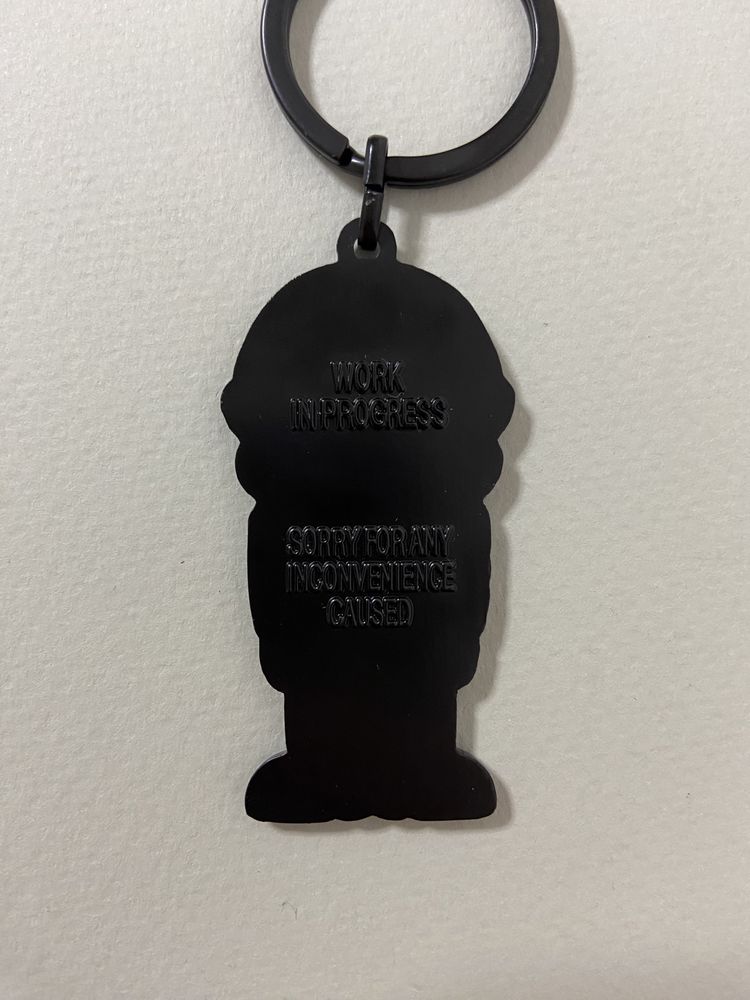 WORK
IN PROGRESS
SORRY FOR ANY
INCONVENIENCE
CAUSED